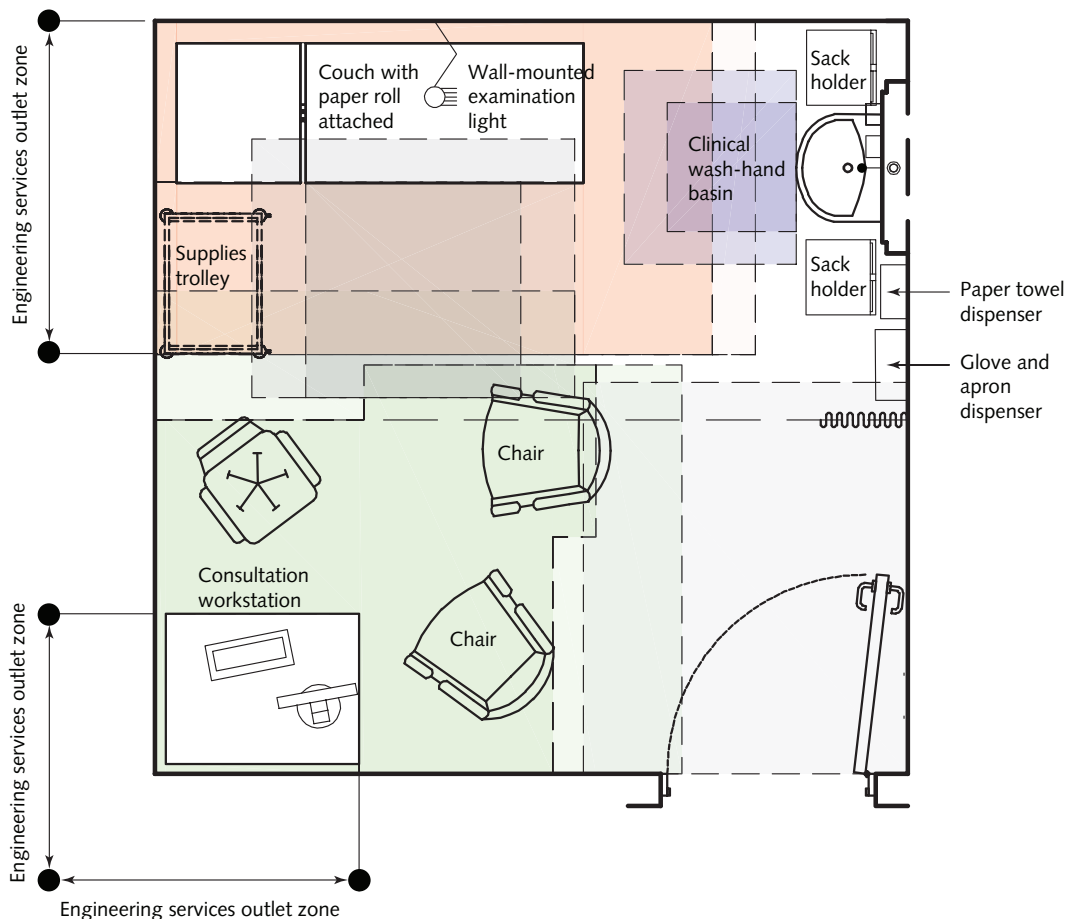 Engineering services outlet zone
Couch with
paper roll
attached
Wall-mounted
examination
light
Sack
holder
Clinical
wash-hand
basin
Supplies
trolley
Sack
holder
Paper towel
dispenser
Glove and
apron
dispenser
Chair
Consultation
workstation
Chair
Engineering services outlet zone
Engineering services outlet zone